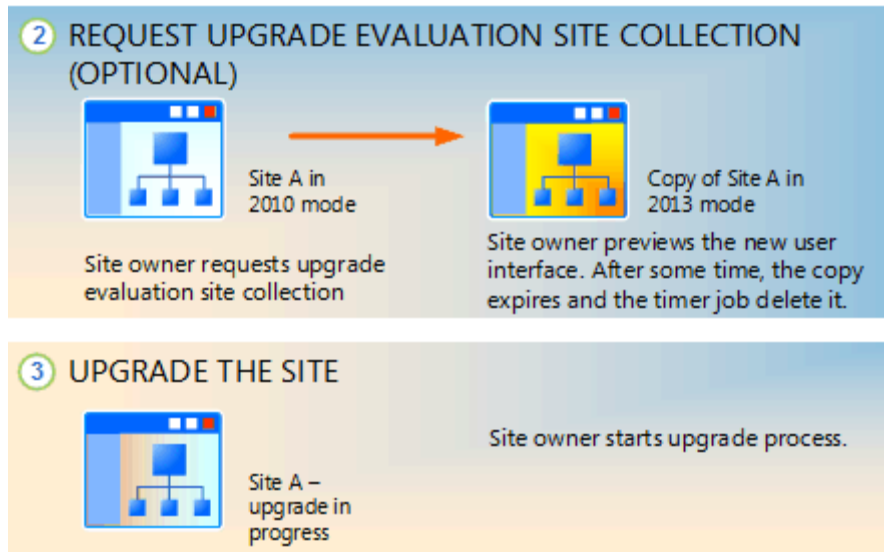 2 REQUEST UPGRADE EVALUATION SITE COLLECTION
(OPTIONAL)
Site A in
2010 mode
Copy of Site A in
2013 mode
Site owner requests upgrade
evaluation site collection
Site owner previews the new user
interface. After some time, the copy
expires and the timer job delete it.
3 UPGRADE THE SITE
Site A –
upgrade in
progress
Site owner starts upgrade process.